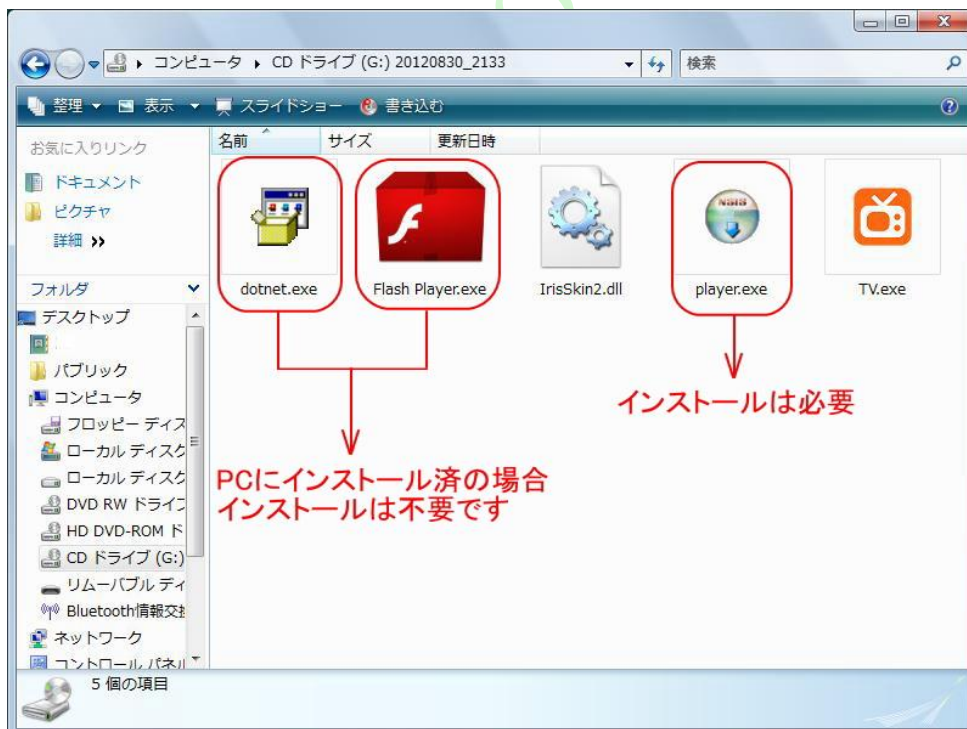 コンピュータ ▸ CD ドライブ (G:) 20120830_2133
検索
整理 表示 スライドショー 書き込む
お気に入りリンク
ドキュメント
ピクチャ
詳細 »
フォルダ
デスクトップ
パブリック
コンピュータ
フロッピー ディス
ローカル ディスク
ローカル ディスク
DVD RW ドライブ
HD DVD-ROM ド
CD ドライブ (G:)
リムーバブル ディ
Bluetooth情報交換
ネットワーク
コントロール パネル
名前 サイズ 更新日時
NSIS
dotnet.exe Flash Player.exe IrisSkin2.dll player.exe TV.exe
インストールは必要
PCにインストール済の場合
インストールは不要です
5 個の項目